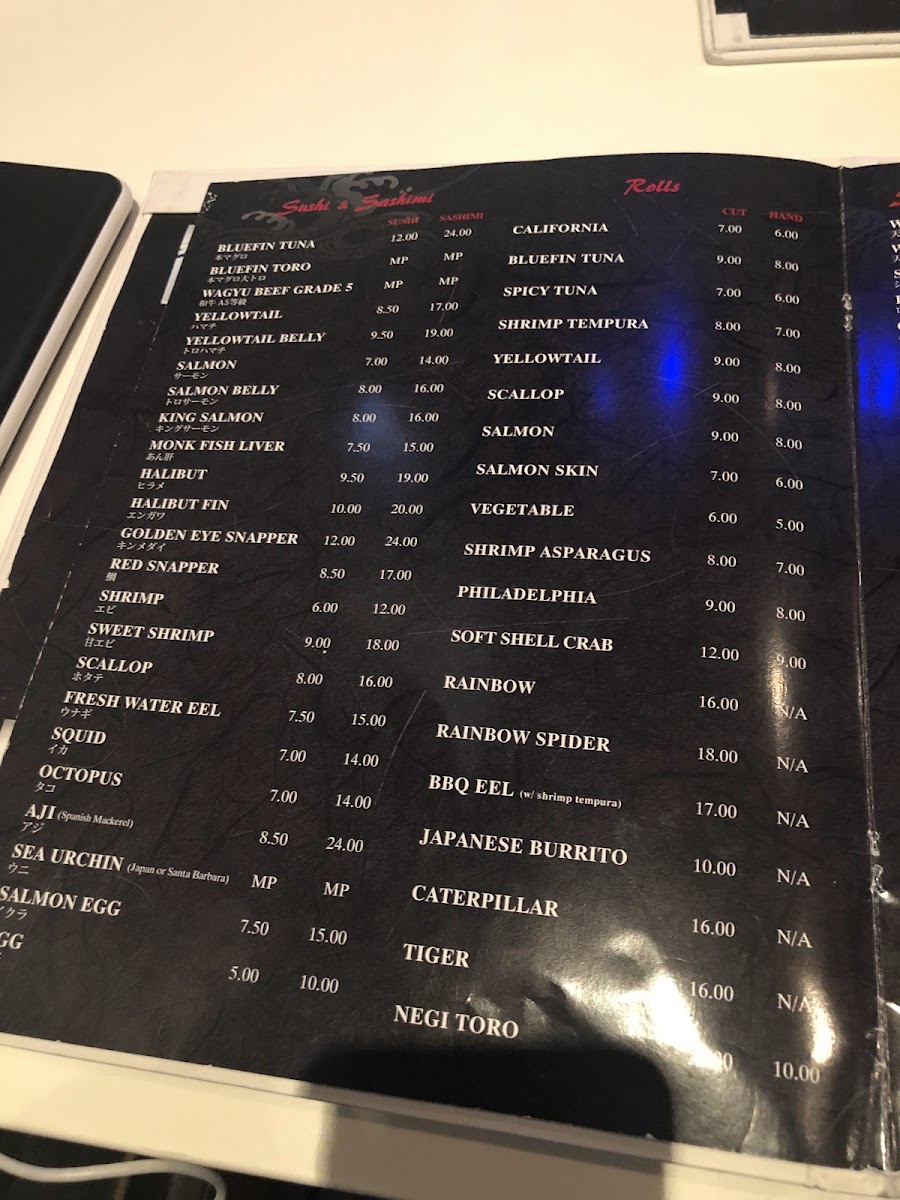 Sushi & Sashimi
SUSHI SASHIMI
BLUEFIN TUNA 12.00 24.00
本マグロ
BLUEFIN TORO MP MP
本マグロ大トロ
WAGYU BEEF GRADE 5 MP MP
和牛 A5等級
YELLOWTAIL 8.50 17.00
ハマチ
YELLOWTAIL BELLY 9.50 19.00
トロハマチ
SALMON 7.00 14.00
サーモン
SALMON BELLY 8.00 16.00
トロサーモン
KING SALMON 8.00 16.00
キングサーモン
MONK FISH LIVER 7.50 15.00
あん肝
HALIBUT 9.50 19.00
ヒラメ
HALIBUT FIN 10.00 20.00
エンガワ
GOLDEN EYE SNAPPER 12.00 24.00
キンメダイ
RED SNAPPER 8.50 17.00
鯛
SHRIMP 6.00 12.00
エビ
SWEET SHRIMP 9.00 18.00
甘エビ
SCALLOP 8.00 16.00
ホタテ
FRESH WATER EEL 7.50 15.00
ウナギ
SQUID 7.00 14.00
イカ
OCTOPUS 7.00 14.00
タコ
AJI (Spanish Mackerel) 8.50 24.00
アジ
SEA URCHIN (Japan or Santa Barbara) MP MP
ウニ
SALMON EGG 7.50 15.00
イクラ
GG 5.00 10.00
Rolls
CUT HAND
CALIFORNIA 7.00 6.00
BLUEFIN TUNA 9.00 8.00
SPICY TUNA 7.00 6.00
SHRIMP TEMPURA 8.00 7.00
YELLOWTAIL 9.00 8.00
SCALLOP 9.00 8.00
SALMON 9.00 8.00
SALMON SKIN 7.00 6.00
VEGETABLE 6.00 5.00
SHRIMP ASPARAGUS 8.00 7.00
PHILADELPHIA 9.00 8.00
SOFT SHELL CRAB 12.00 9.00
RAINBOW 16.00 N/A
RAINBOW SPIDER 18.00 N/A
BBQ EEL (w/ shrimp tempura) 17.00 N/A
JAPANESE BURRITO 10.00 N/A
CATERPILLAR 16.00 N/A
TIGER 16.00 N/A
NEGI TORO 10.00